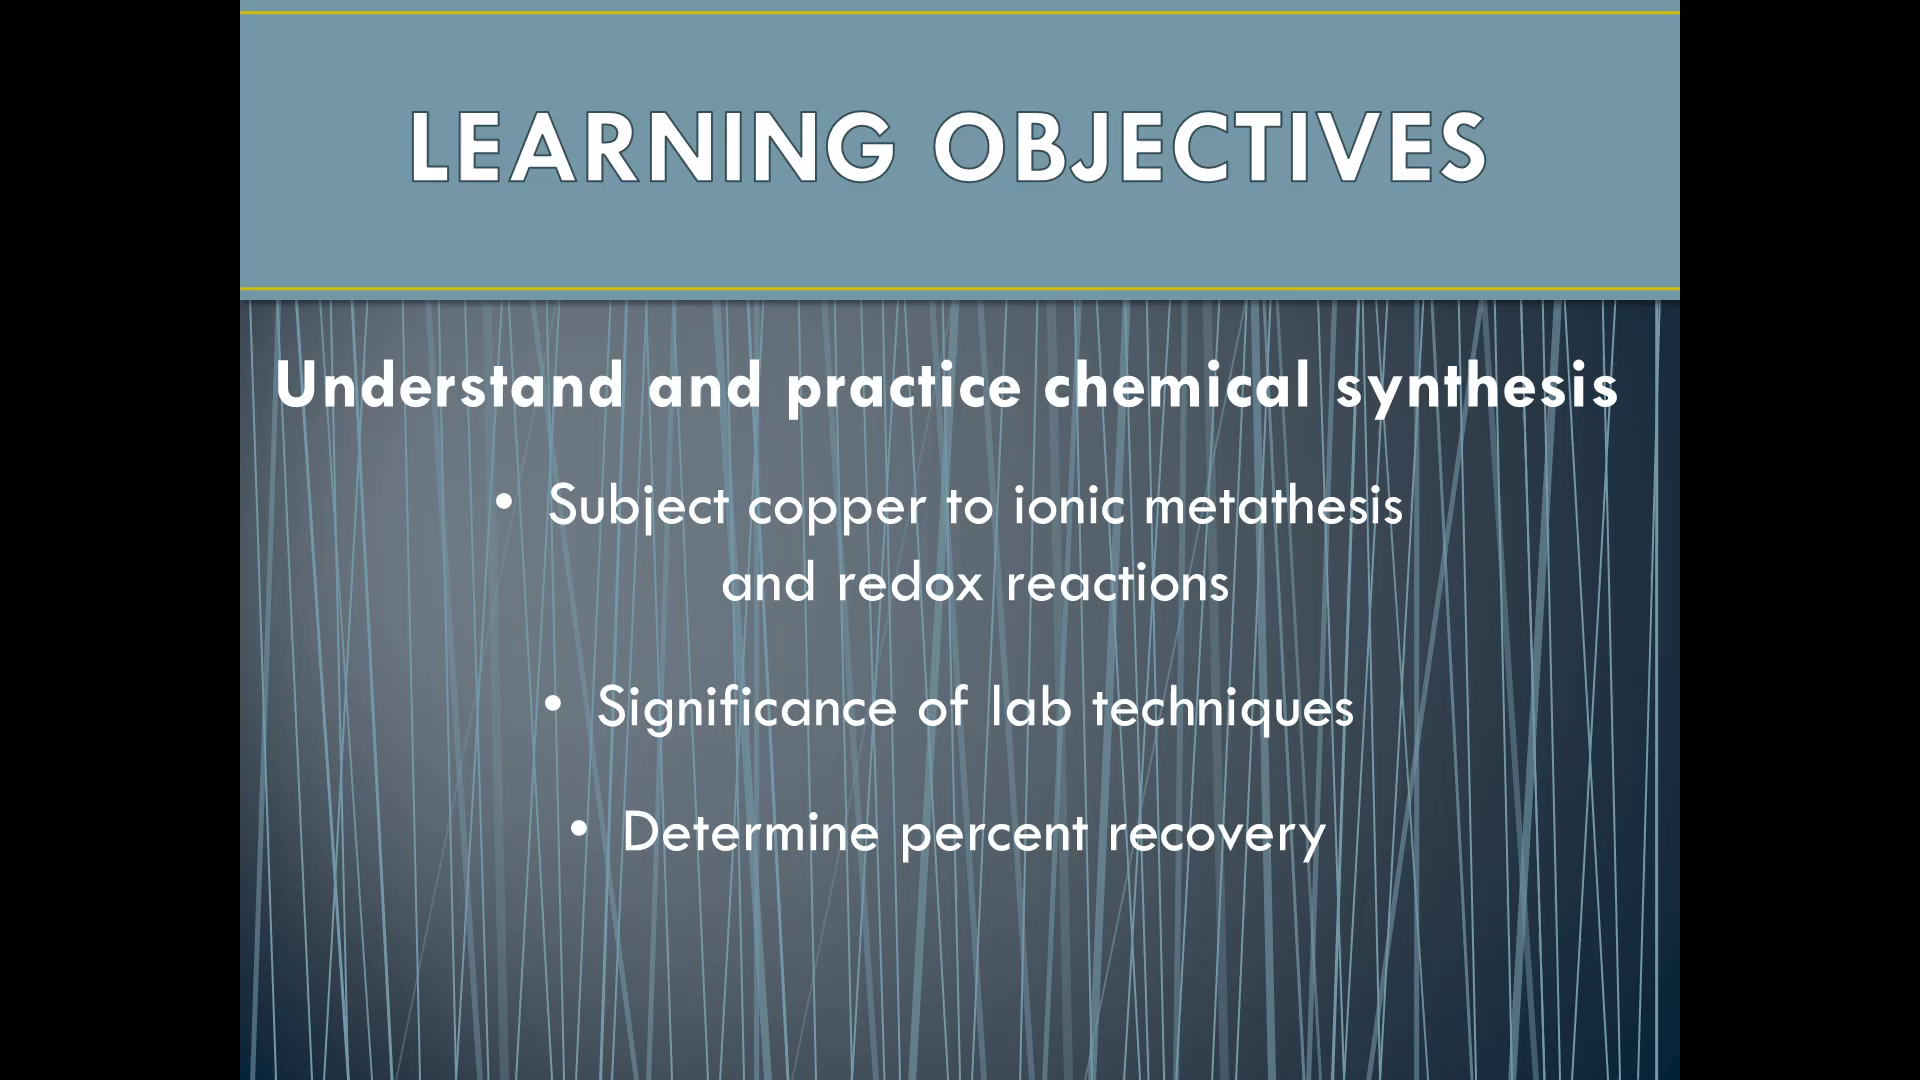 LEARNING OBJECTIVES
Understand and practice chemical synthesis
• Subject copper to ionic metathesis
and redox reactions
• Significance of lab techniques
• Determine percent recovery